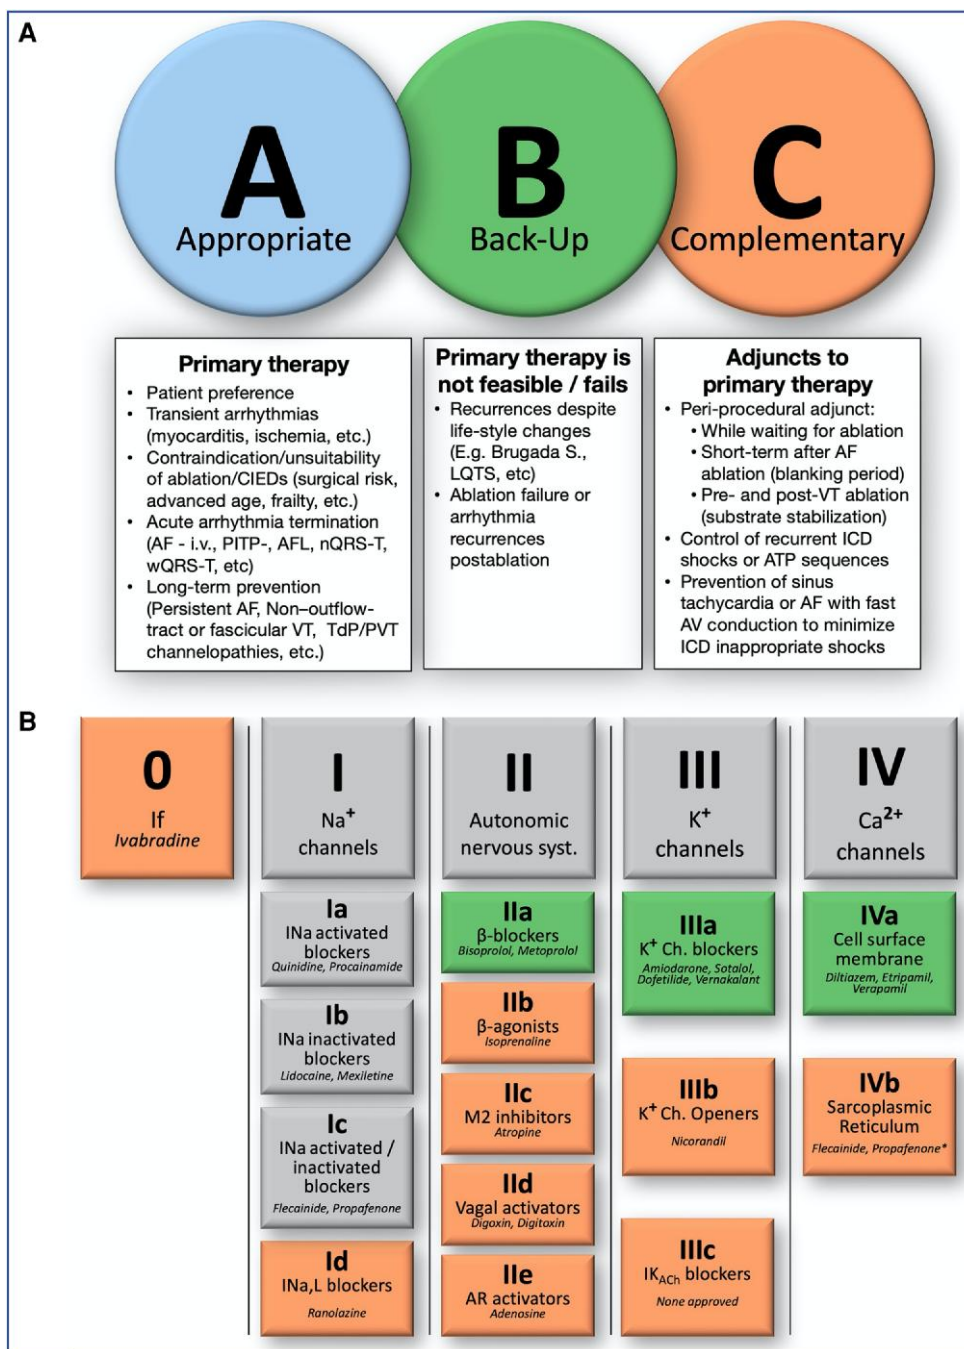 A
A
Appropriate
B
Back-Up
C
Complementary
Primary therapy
• Patient preference
• Transient arrhythmias
(myocarditis, ischemia, etc.)
• Contraindication/unsuitability
of ablation/CIEDs (surgical risk,
advanced age, frailty, etc.)
• Acute arrhythmia termination
(AF - i.v., PITP-, AFL, nQRS-T,
wQRS-T, etc)
• Long-term prevention
(Persistent AF, Non–outflow-
tract or fascicular VT, TdP/PVT
channelopathies, etc.)
Primary therapy is
not feasible / fails
• Recurrences despite
life-style changes
(E.g. Brugada S.,
LQTS, etc)
• Ablation failure or
arrhythmia
recurrences
postablation
Adjuncts to
primary therapy
• Peri-procedural adjunct:
• While waiting for ablation
• Short-term after AF
ablation (blanking period)
• Pre- and post-VT ablation
(substrate stabilization)
• Control of recurrent ICD
shocks or ATP sequences
• Prevention of sinus
tachycardia or AF with fast
AV conduction to minimize
ICD inappropriate shocks
B
0
If
Ivabradine
I
Na+
channels
Ia
INa activated
blockers
Quinidine, Procainamide
Ib
INa inactivated
blockers
Lidocaine, Mexiletine
Ic
INa activated /
inactivated
blockers
Flecainide, Propafenone
Id
INa,L blockers
Ranolazine
II
Autonomic
nervous syst.
IIa
β-blockers
Bisoprolol, Metoprolol
IIb
β-agonists
Isoprenaline
IIc
M2 inhibitors
Atropine
IId
Vagal activators
Digoxin, Digitoxin
IIe
AR activators
Adenosine
III
K+
channels
IIIa
K+ Ch. blockers
Amiodarone, Sotalol,
Dofetilide, Vernakalant
IIIb
K+ Ch. Openers
Nicorandil
IIIc
IKACh blockers
None approved
IV
Ca2+
channels
IVa
Cell surface
membrane
Diltiazem, Etripamil,
Verapamil
IVb
Sarcoplasmic
Reticulum
Flecainide, Propafenone*